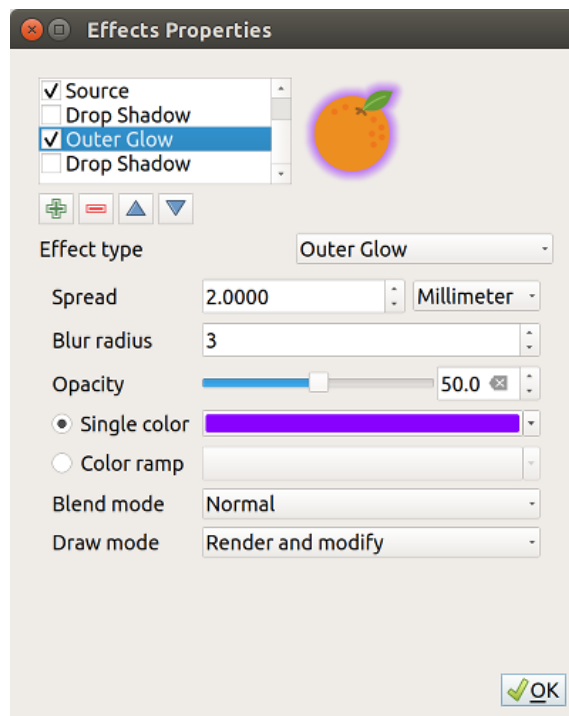 Effects Properties
Source
Drop Shadow
Outer Glow
Drop Shadow
Effect type Outer Glow
Spread 2.0000 Millimeter
Blur radius 3
Opacity 50.0
Single color
Color ramp
Blend mode Normal
Draw mode Render and modify
OK